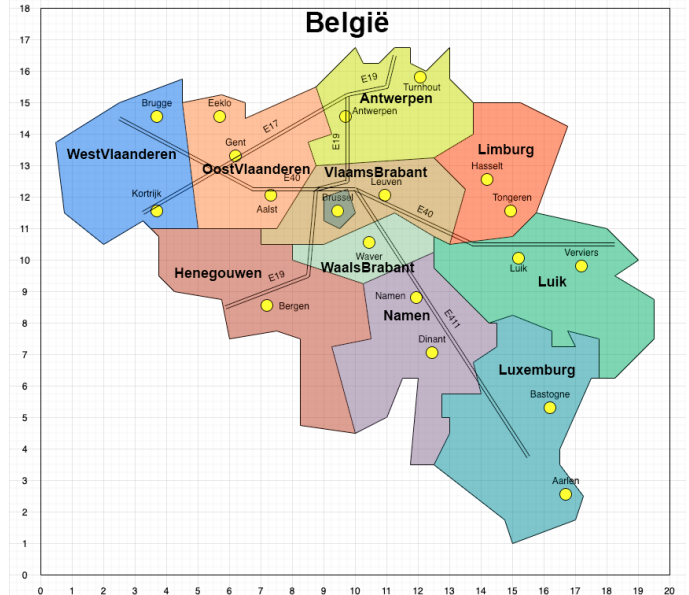 België
18
17
16
15
14
13
12
11
10
9
8
7
6
5
4
3
2
1
0
E19
Turnhout
Antwerpen
Brugge
Eeklo
Antwerpen
E17
Gent
E19
WestVlaanderen
Limburg
OostVlaanderen
VlaamsBrabant
Hasselt
E40
Leuven
Kortrijk
Aalst
Brussel
Tongeren
E40
Waver
WaalsBrabant
Luik
Verviers
Henegouwen
E19
Luik
Namen
Bergen
Namen
E411
Dinant
Luxemburg
Bastogne
Aarlen
0 1 2 3 4 5 6 7 8 9 10 11 12 13 14 15 16 17 18 19 20